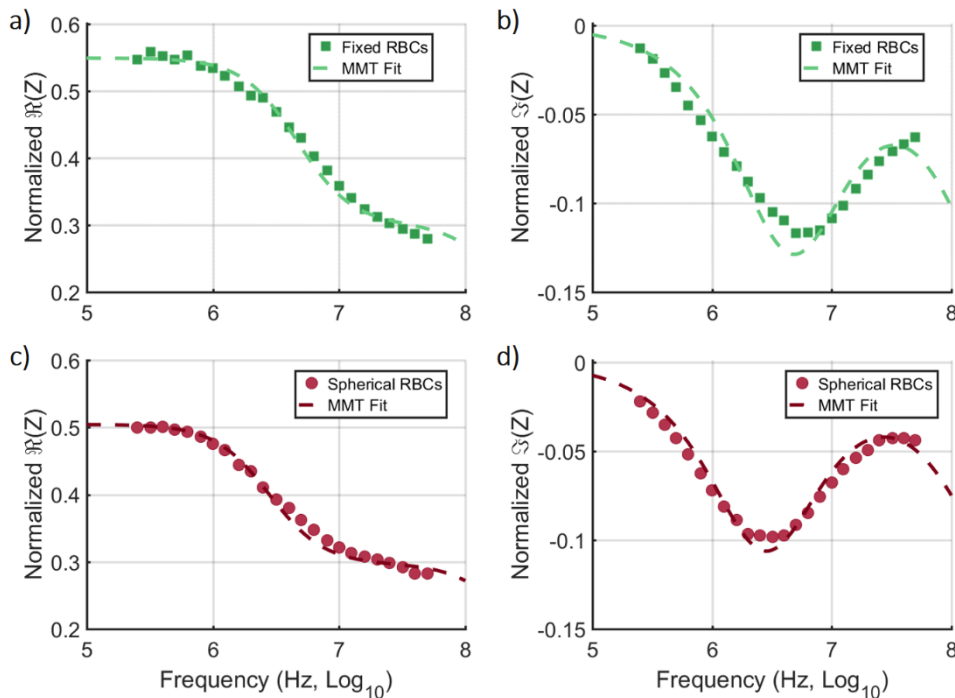 a)
Normalized ℜ(Z)
0.6
0.5
0.4
0.3
0.2
5 6 7 8
Fixed RBCs
MMT Fit
b)
Normalized ℑ(Z)
0
-0.05
-0.1
-0.15
5 6 7 8
Fixed RBCs
MMT Fit
c)
Normalized ℜ(Z)
0.6
0.5
0.4
0.3
0.2
5 6 7 8
Frequency (Hz, Log10)
Spherical RBCs
MMT Fit
d)
Normalized ℑ(Z)
0
-0.05
-0.1
-0.15
5 6 7 8
Frequency (Hz, Log10)
Spherical RBCs
MMT Fit